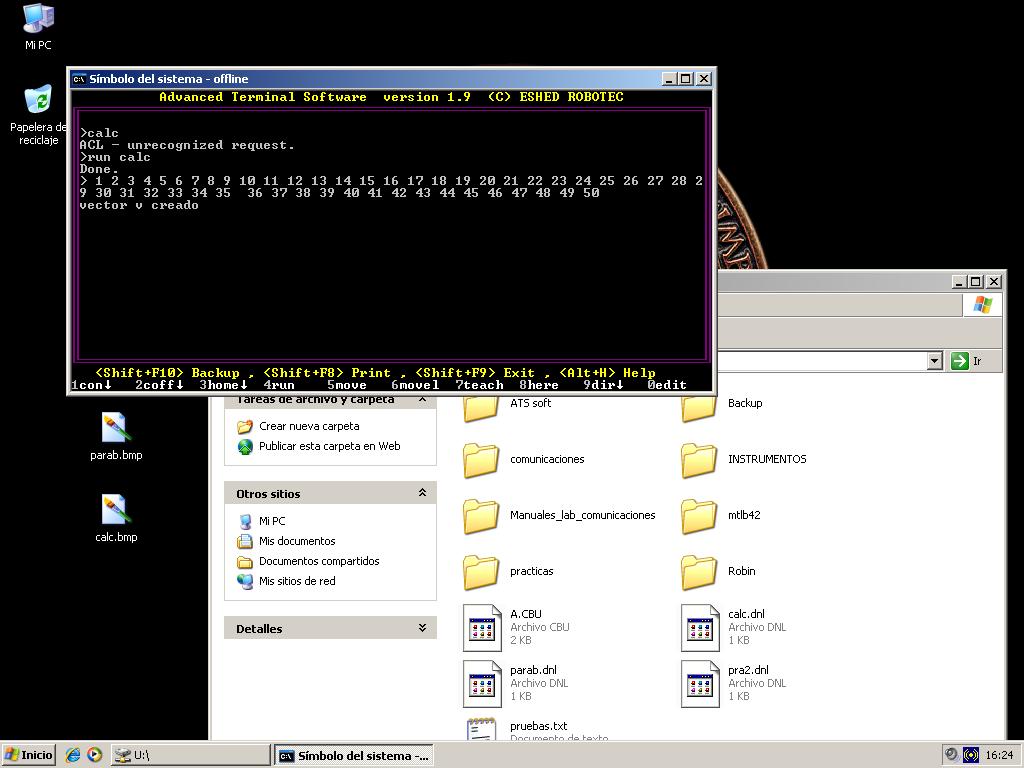 Mi PC
Papelera de
reciclaje
Símbolo del sistema - offline
Advanced Terminal Software  version 1.9  (C) ESHED ROBOTEC
>calc
ACL - unrecognized request.
>run calc
Done.
> 1 2 3 4 5 6 7 8 9 10 11 12 13 14 15 16 17 18 19 20 21 22 23 24 25 26 27 28 2
9 30 31 32 33 34 35  36 37 38 39 40 41 42 43 44 45 46 47 48 49 50
vector v creado
<Shift+F10> Backup , <Shift+F8> Print , <Shift+F9> Exit , <Alt+H> Help
1con↓ 2coff↓ 3home↓ 4run 5move 6movel 7teach 8here 9dir↓ 0edit
Ir
parab.bmp
calc.bmp
Tareas de archivo y carpeta
Crear nueva carpeta
Publicar esta carpeta en Web
Otros sitios
Mi PC
Mis documentos
Documentos compartidos
Mis sitios de red
Detalles
ATS soft
Backup
comunicaciones
INSTRUMENTOS
Manuales_lab_comunicaciones
mtlb42
practicas
Robin
A.CBU
Archivo CBU
2 KB
calc.dnl
Archivo DNL
1 KB
parab.dnl
Archivo DNL
1 KB
pra2.dnl
Archivo DNL
1 KB
pruebas.txt
Documento de texto
Inicio
U:\
Símbolo del sistema -...
16:24